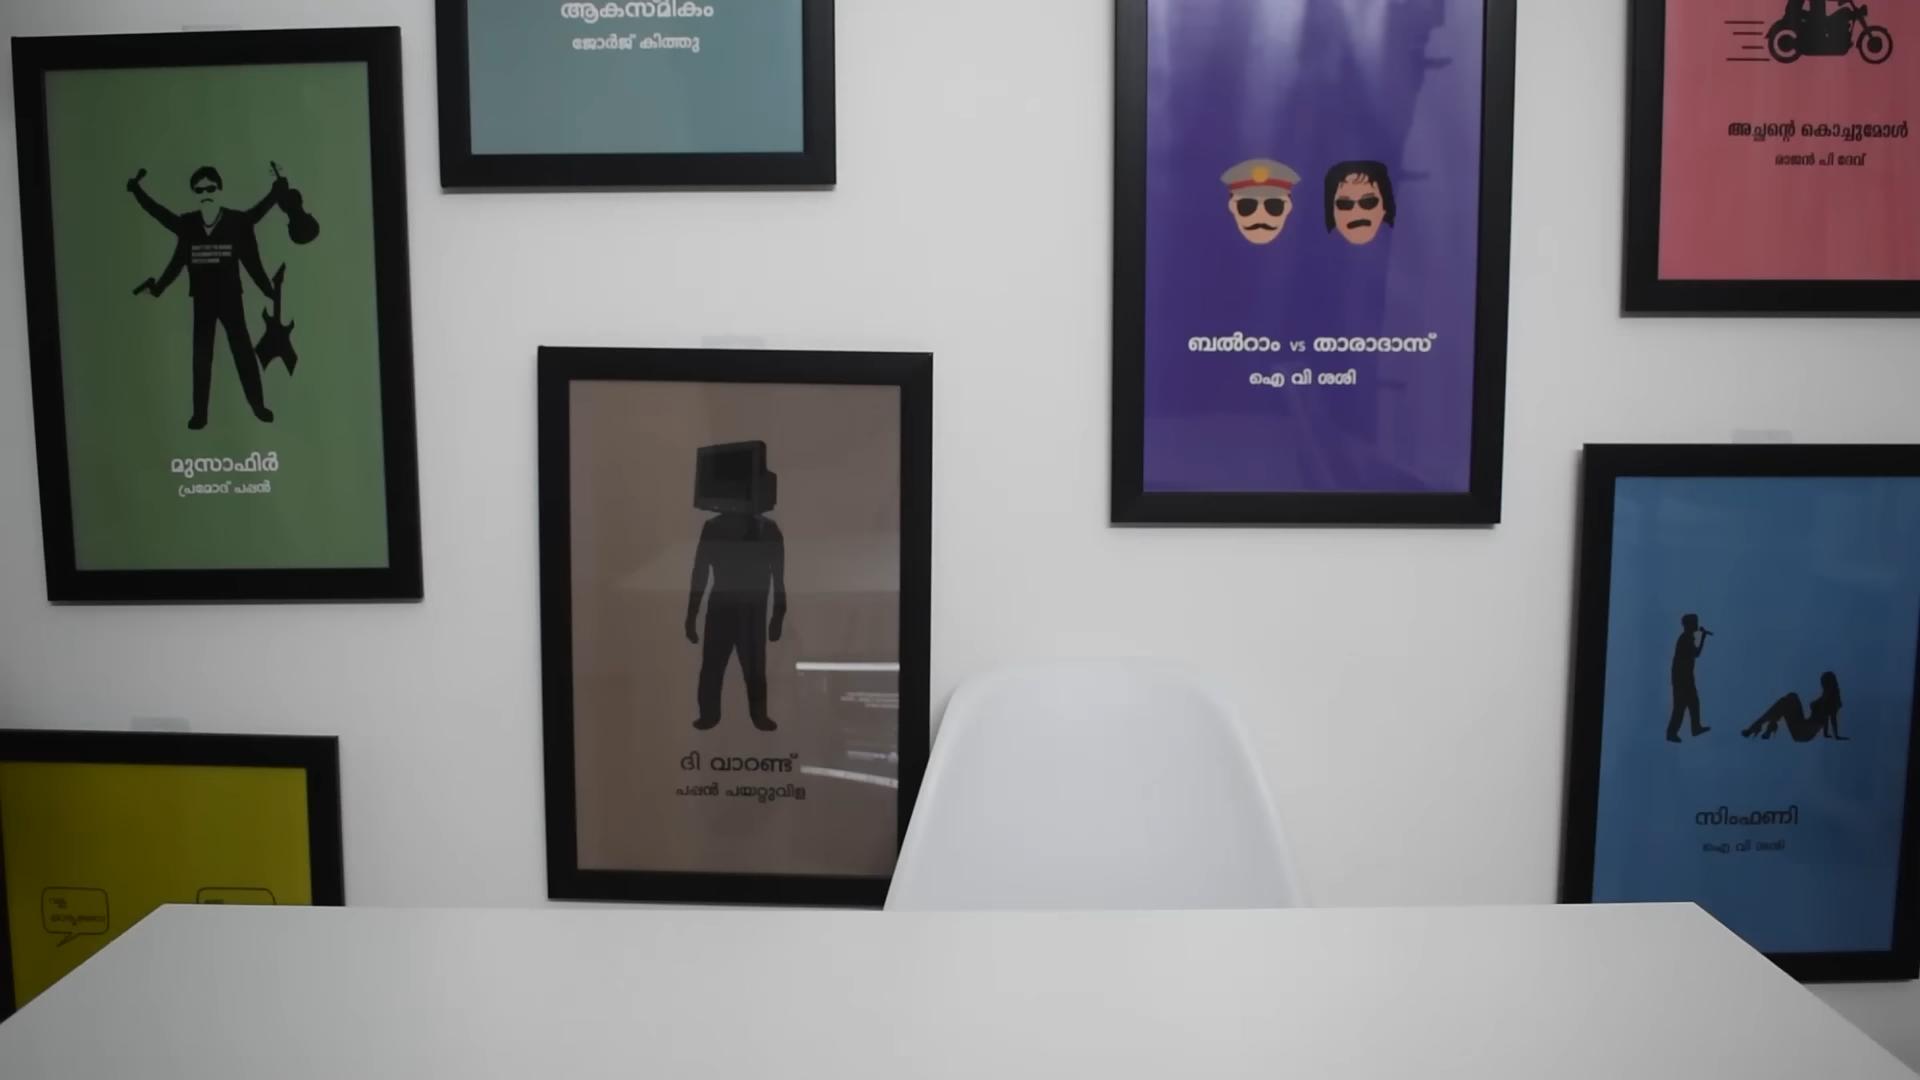 ആകസ്മികം
ജോർജ് കിത്തു
മുസാഫിർ
പ്രമോദ് പപ്പൻ
ദി വാറണ്ട്
പപ്പൻ പയറ്റുവിള
ബൽറാം vs താരാദാസ്
ഐ വി ശശി
അച്ഛന്റെ കൊച്ചുമോൾ
രാജൻ പി ദേവ്
സിംഫണി
ഐ വി ശശി